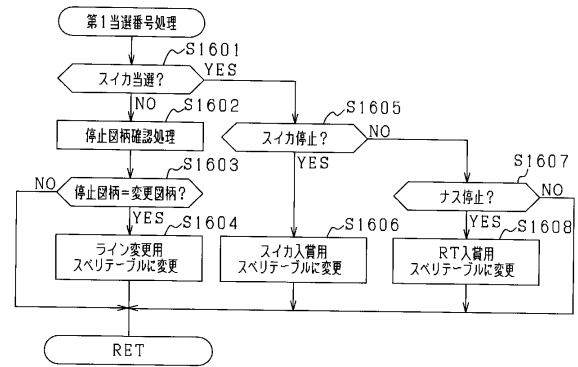 第1当選番号処理
S1601
スイカ当選?
YES
NO
S1602
停止図柄確認処理
S1603
停止図柄=変更図柄?
NO
YES
S1604
ライン変更用
スベリテーブルに変更
S1605
スイカ停止?
NO
YES
S1606
スイカ入賞用
スベリテーブルに変更
S1607
ナス停止?
NO
YES
S1608
RT入賞用
スベリテーブルに変更
RET